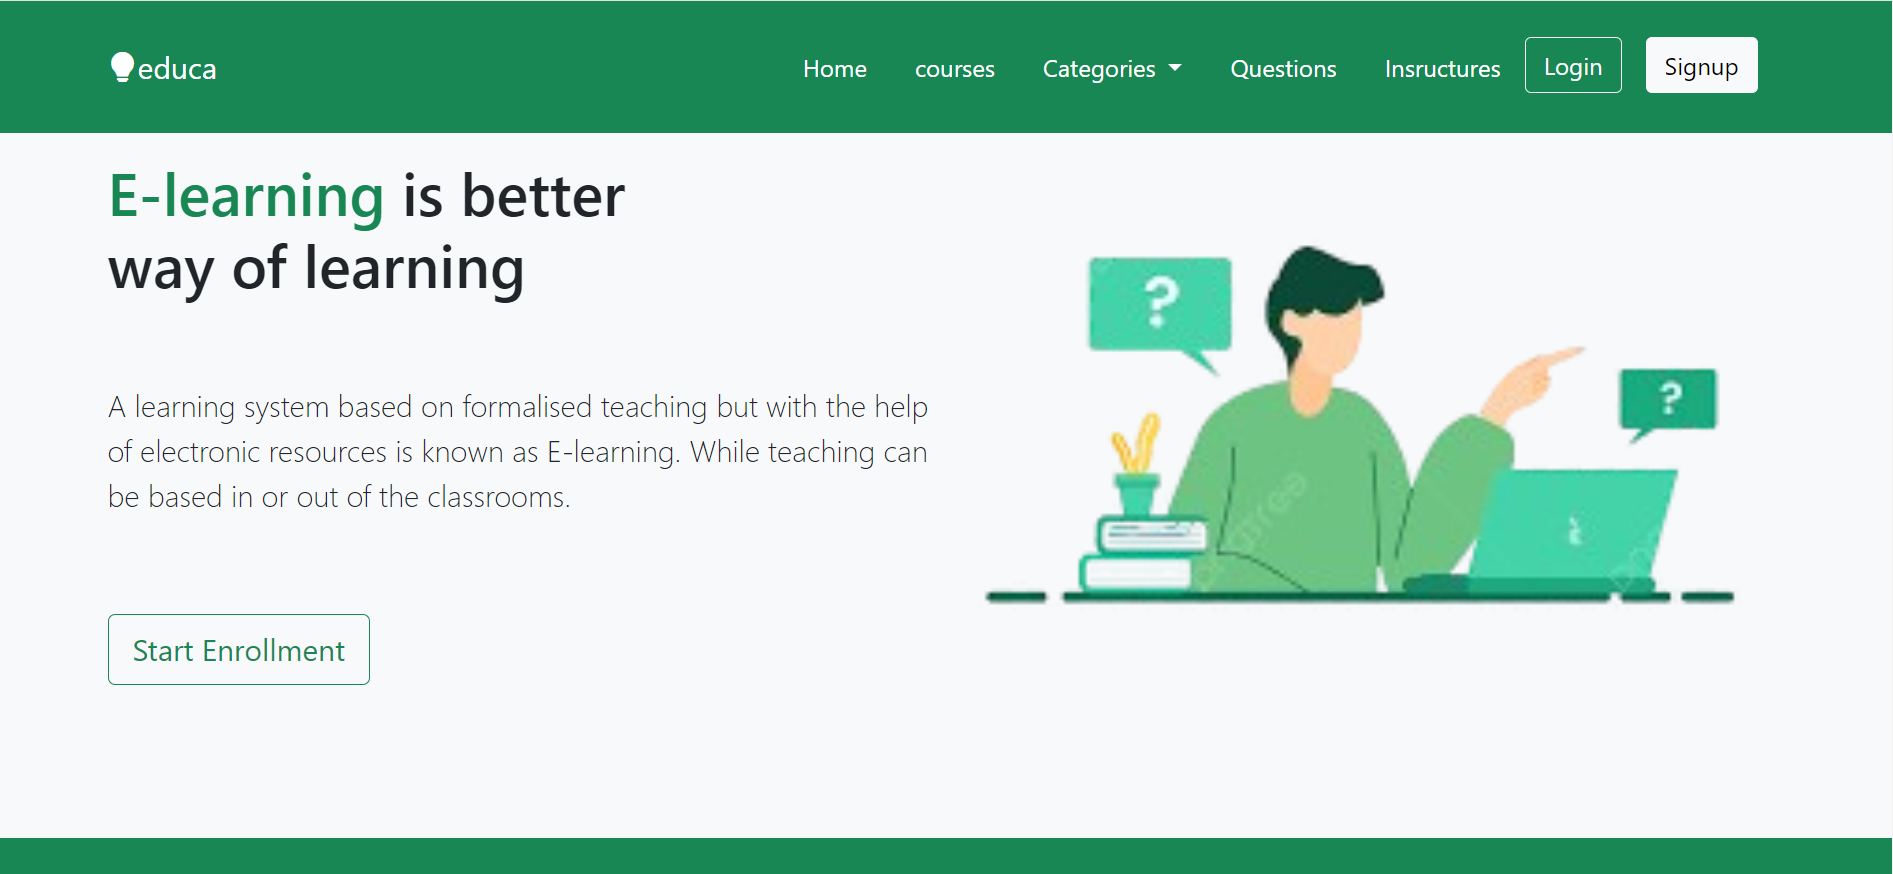 educa
Home courses Categories Questions Insructures Login Signup
E-learning is better
way of learning
?
?
A learning system based on formalised teaching but with the help
of electronic resources is known as E-learning. While teaching can
be based in or out of the classrooms.
Start Enrollment